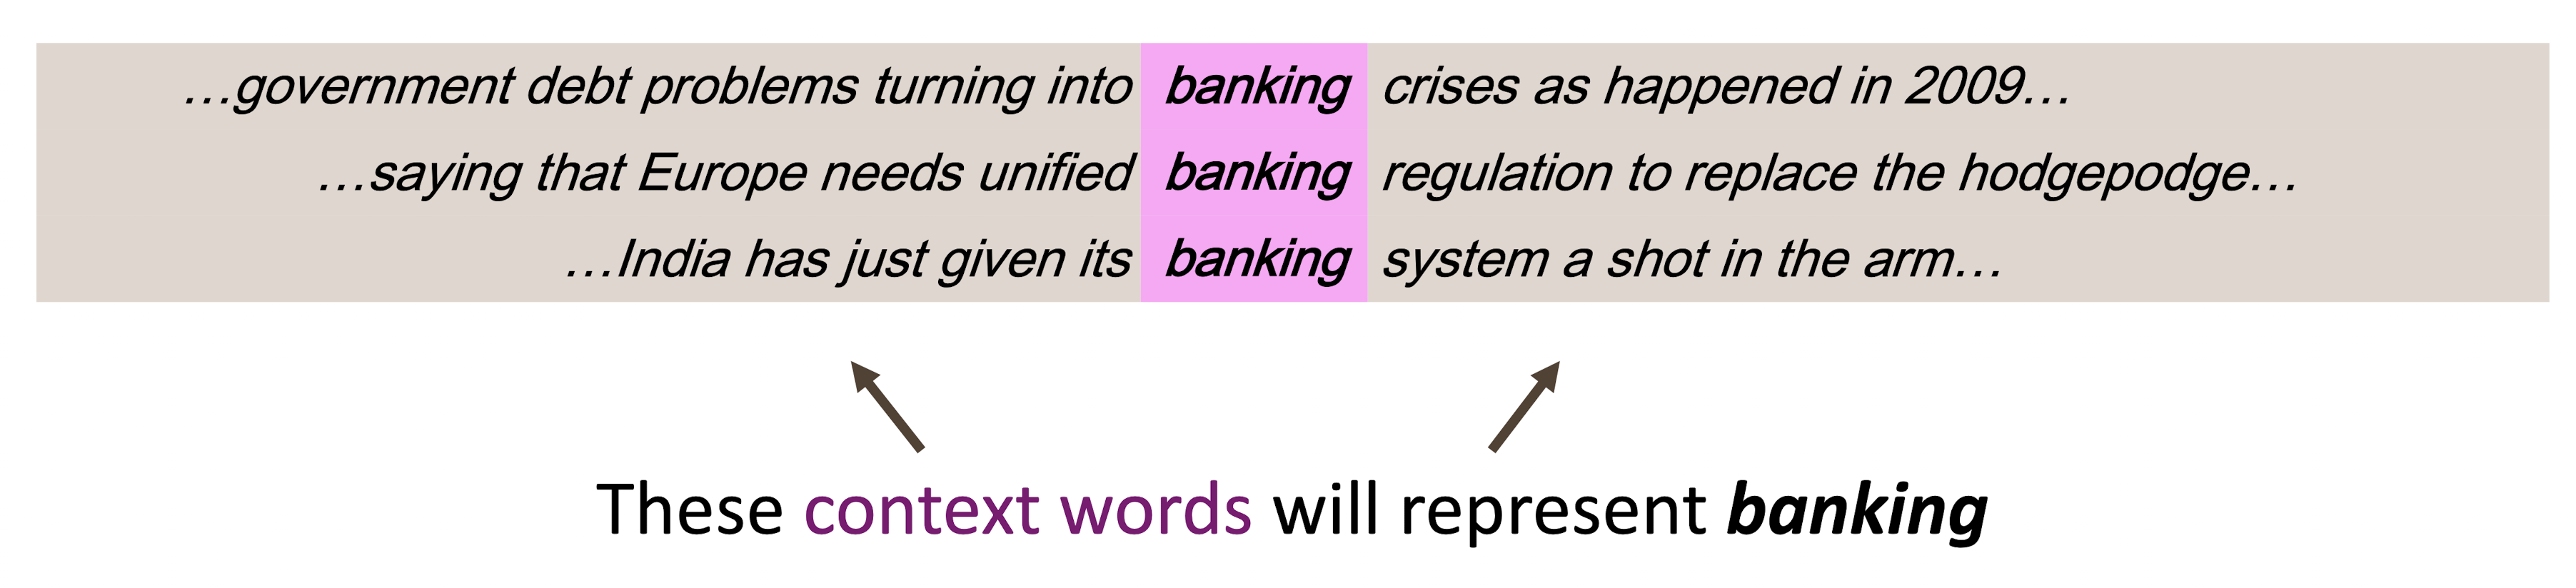 …government debt problems turning into banking crises as happened in 2009…
…saying that Europe needs unified banking regulation to replace the hodgepodge…
…India has just given its banking system a shot in the arm…
These context words will represent banking